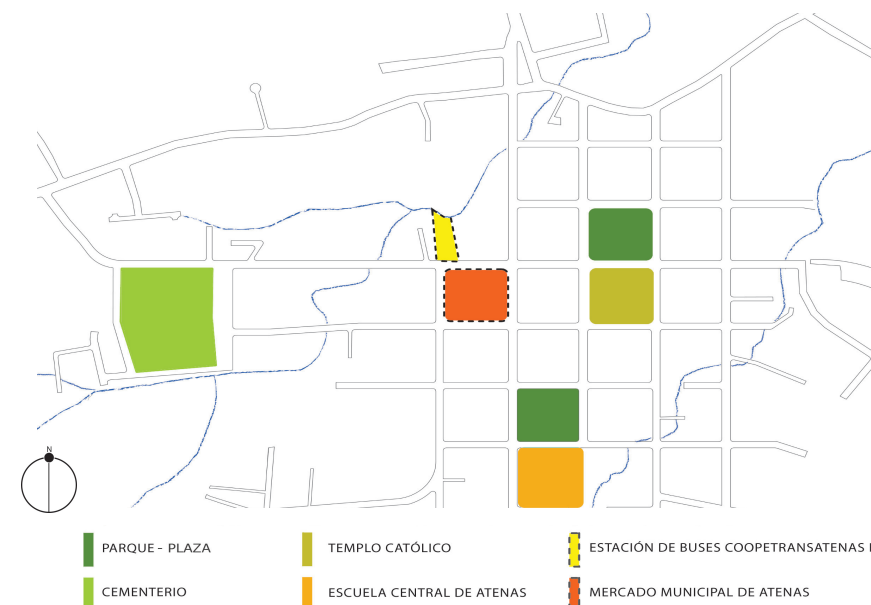 N
PARQUE - PLAZA
TEMPLO CATÓLICO
ESTACIÓN DE BUSES COOPETRANSATENAS
CEMENTERIO
ESCUELA CENTRAL DE ATENAS
MERCADO MUNICIPAL DE ATENAS